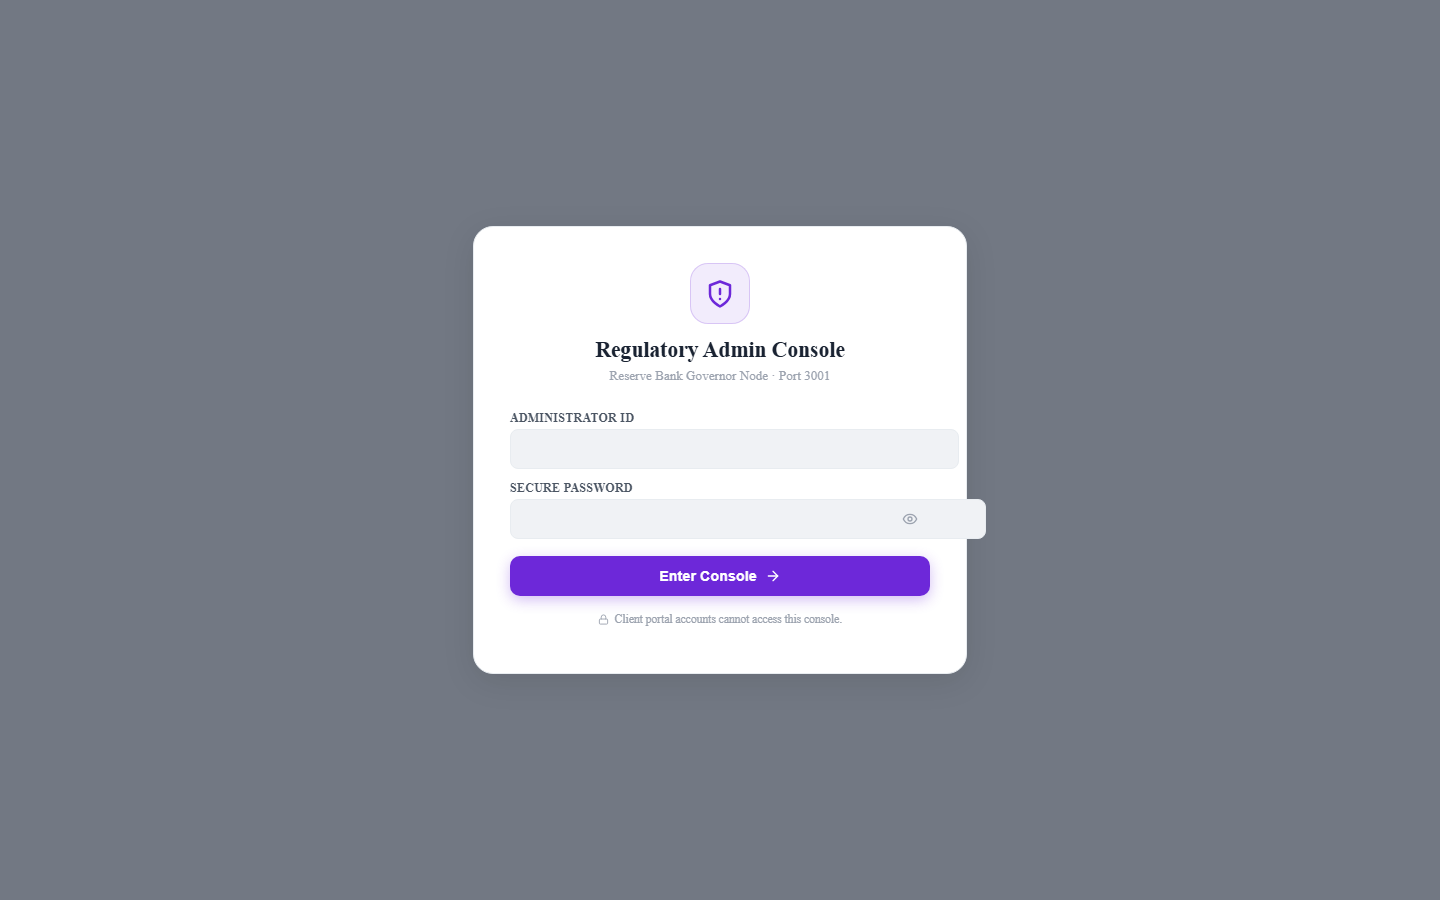 Regulatory Admin Console
Reserve Bank Governor Node · Port 3001
ADMINISTRATOR ID
SECURE PASSWORD
Enter Console
Client portal accounts cannot access this console.